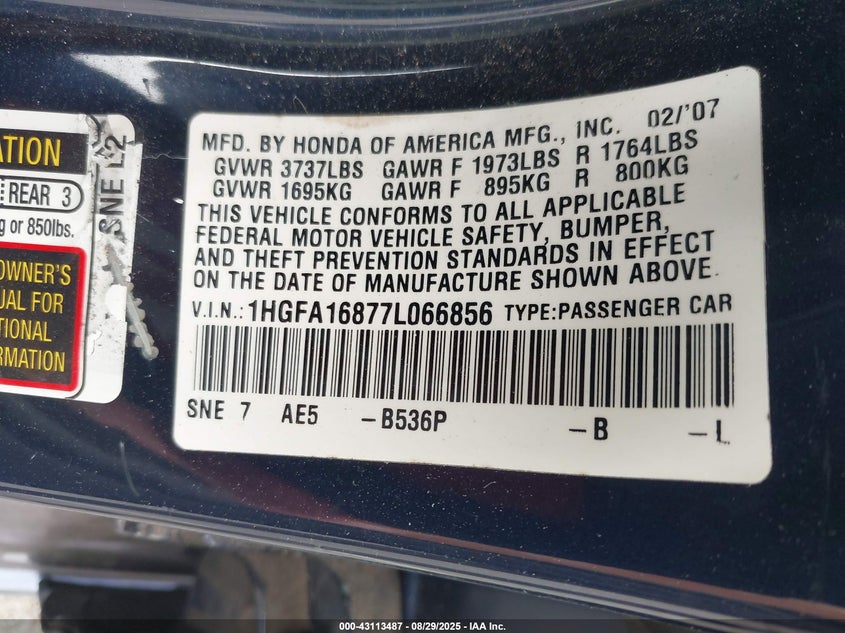 ATION
REAR 3
g or 850lbs.
OWNER'S
UAL FOR
TIONAL
RMATION
SNE L2
MFD. BY HONDA OF AMERICA MFG., INC. 02/'07
GVWR 3737LBS GAWR F 1973LBS R 1764LBS
GVWR 1695KG GAWR F 895KG R 800KG
THIS VEHICLE CONFORMS TO ALL APPLICABLE
FEDERAL MOTOR VEHICLE SAFETY, BUMPER,
AND THEFT PREVENTION STANDARDS IN EFFECT
ON THE DATE OF MANUFACTURE SHOWN ABOVE.
V.I.N.: 1HGFA16877L066856 TYPE:PASSENGER CAR
SNE 7 AE5 -B536P -B -L
000-43113487 - 08/29/2025 - IAA Inc.